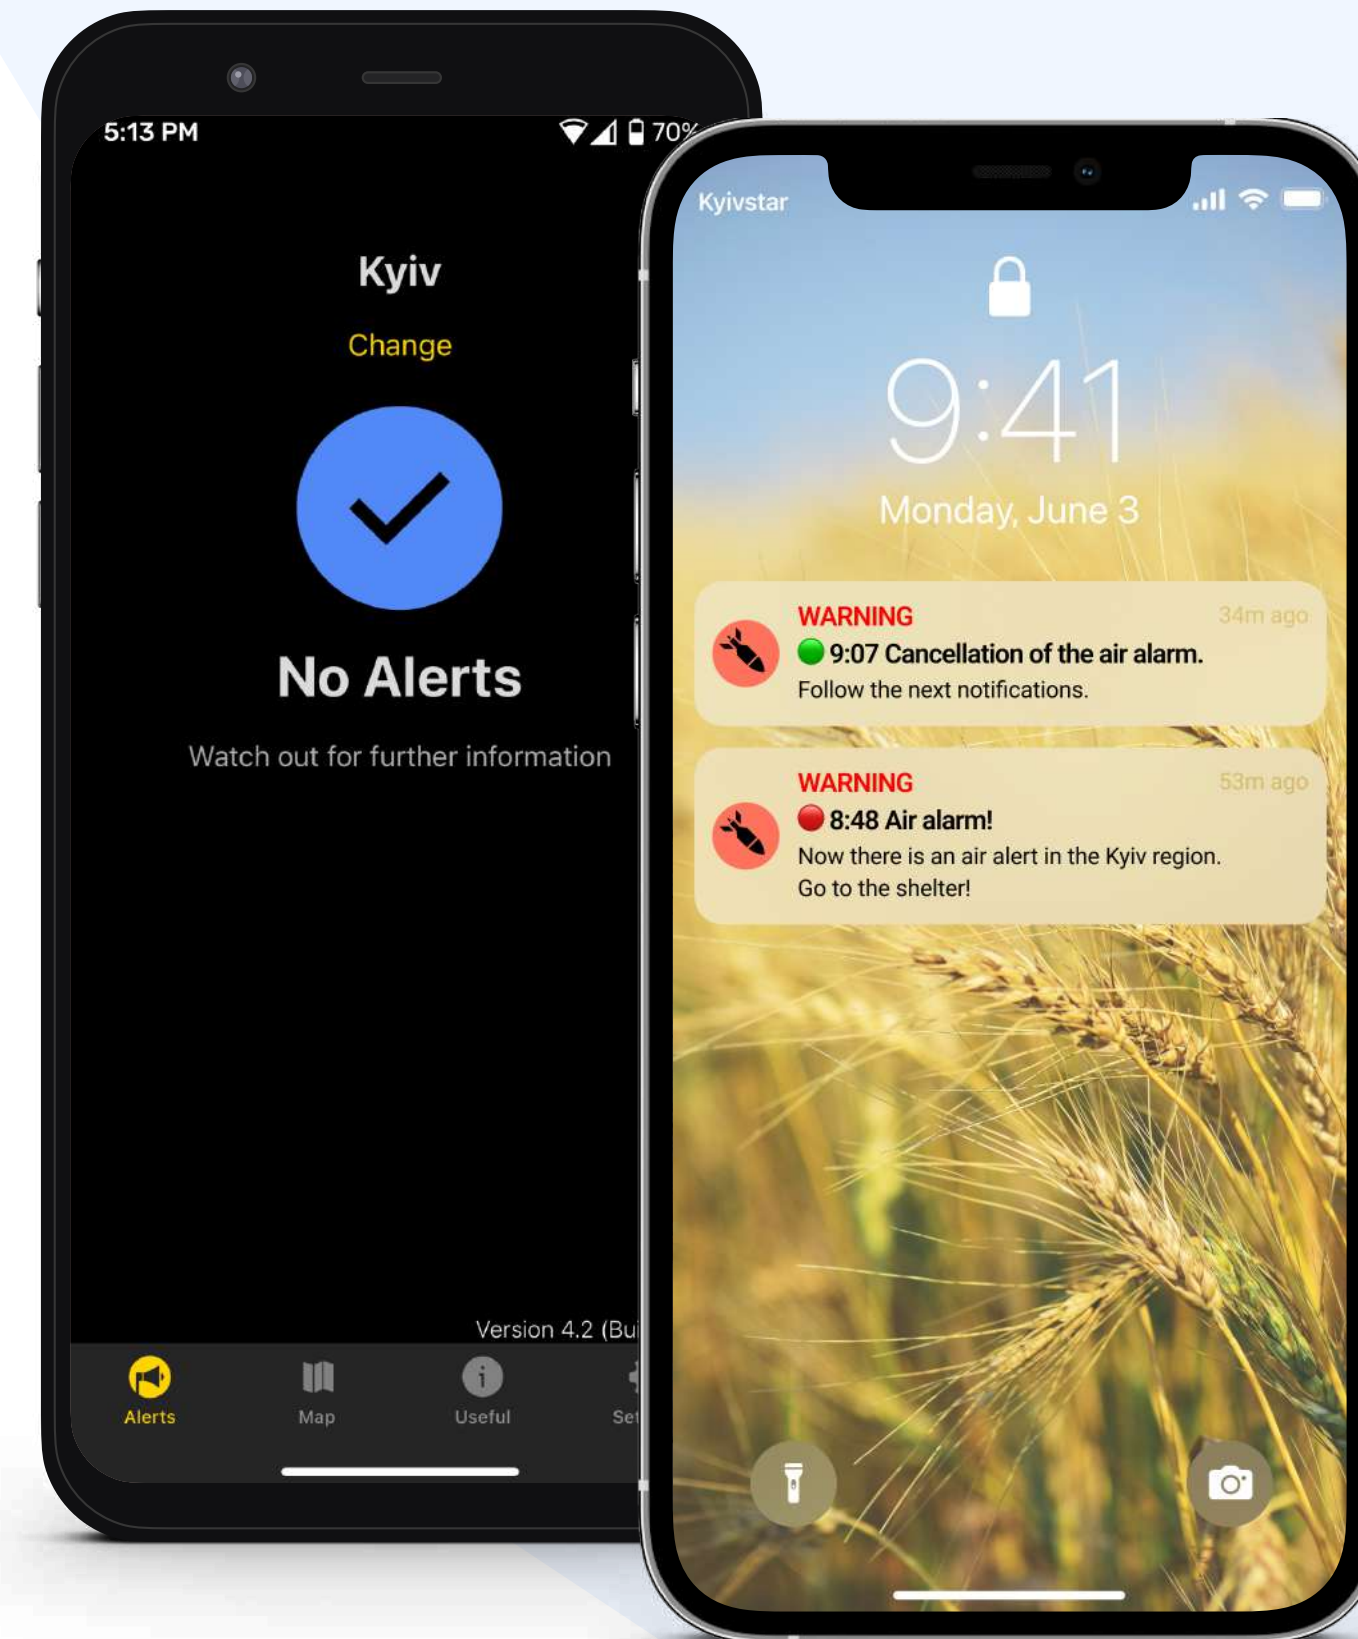 5:13 PM
70%
Kyiv
Change
No Alerts
Watch out for further information
Version 4.2
Alerts
Map
Useful
Kyivstar
9:41
Monday, June 3
WARNING
34m ago
9:07 Cancellation of the air alarm.
Follow the next notifications.
WARNING
53m ago
8:48 Air alarm!
Now there is an air alert in the Kyiv region.
Go to the shelter!